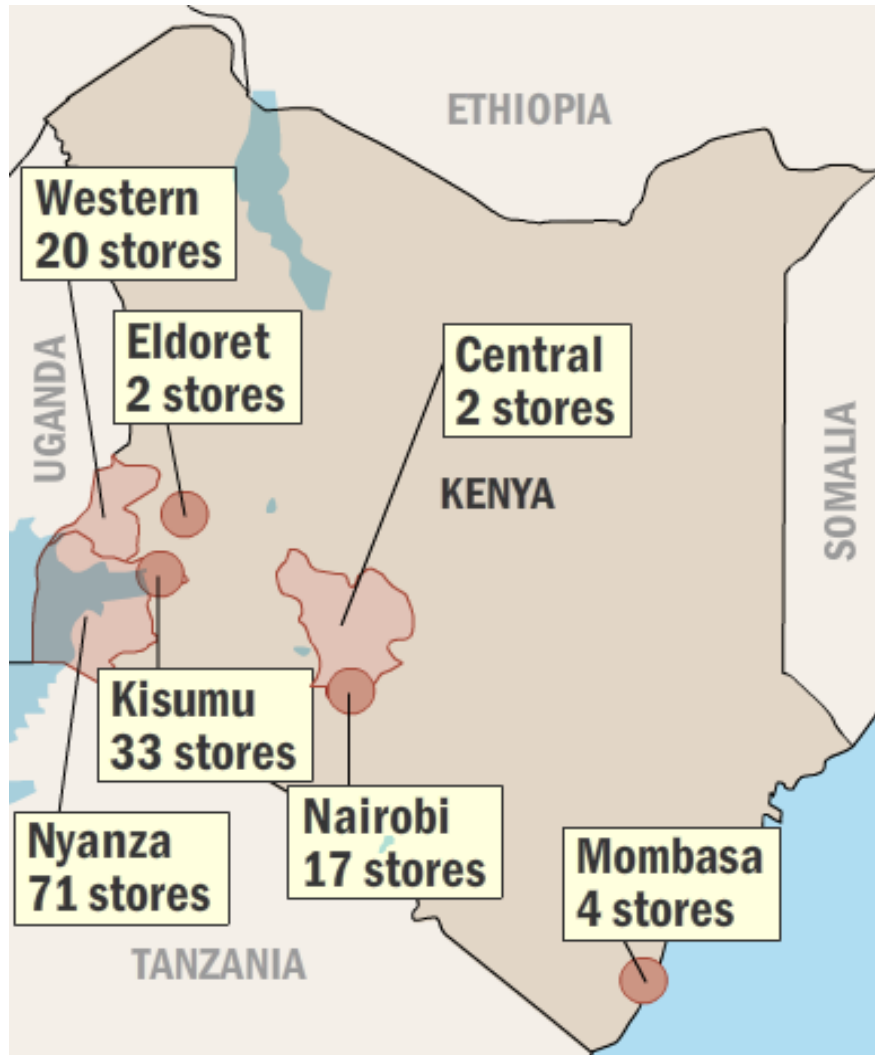 ETHIOPIA
Western
20 stores
Eldoret
2 stores
Central
2 stores
UGANDA
SOMALIA
KENYA
Kisumu
33 stores
Nairobi
17 stores
Nyanza
71 stores
Mombasa
4 stores
TANZANIA